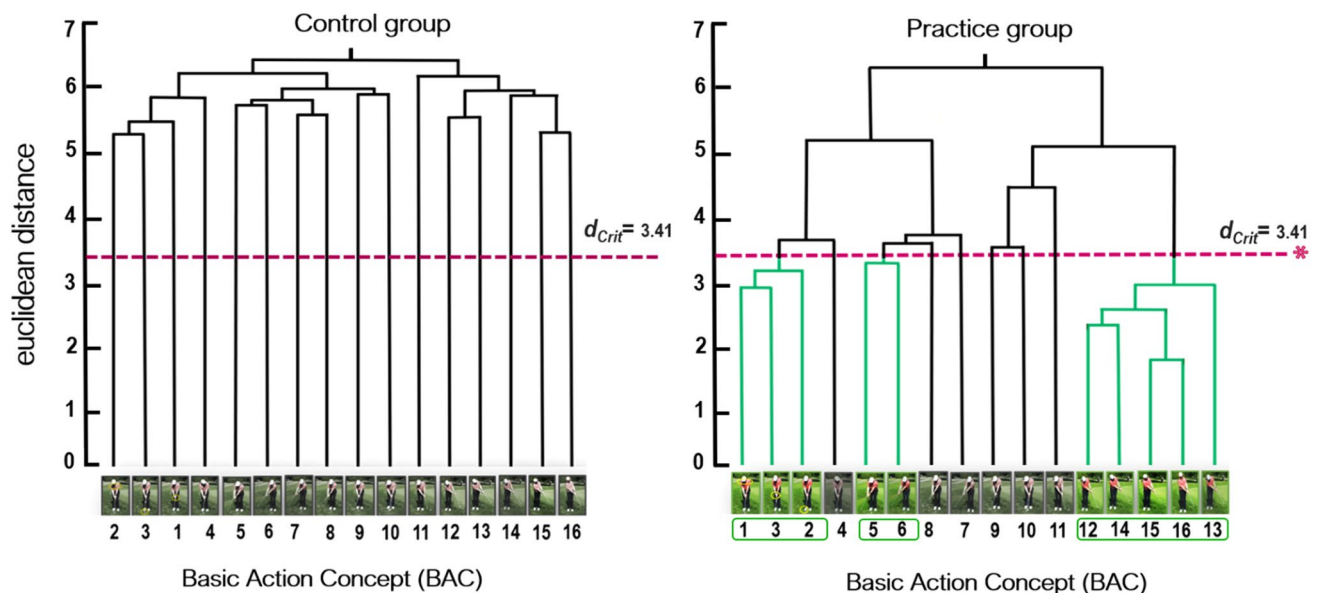 Control group
7
6
5
4
3
2
1
0
euclidean distance
dCrit= 3.41
2 3 1 4 5 6 7 8 9 10 11 12 13 14 15 16
Basic Action Concept (BAC)
Practice group
7
6
5
4
3
2
1
0
dCrit= 3.41
*
1 3 2 4 5 6 8 7 9 10 11 12 14 15 16 13
Basic Action Concept (BAC)